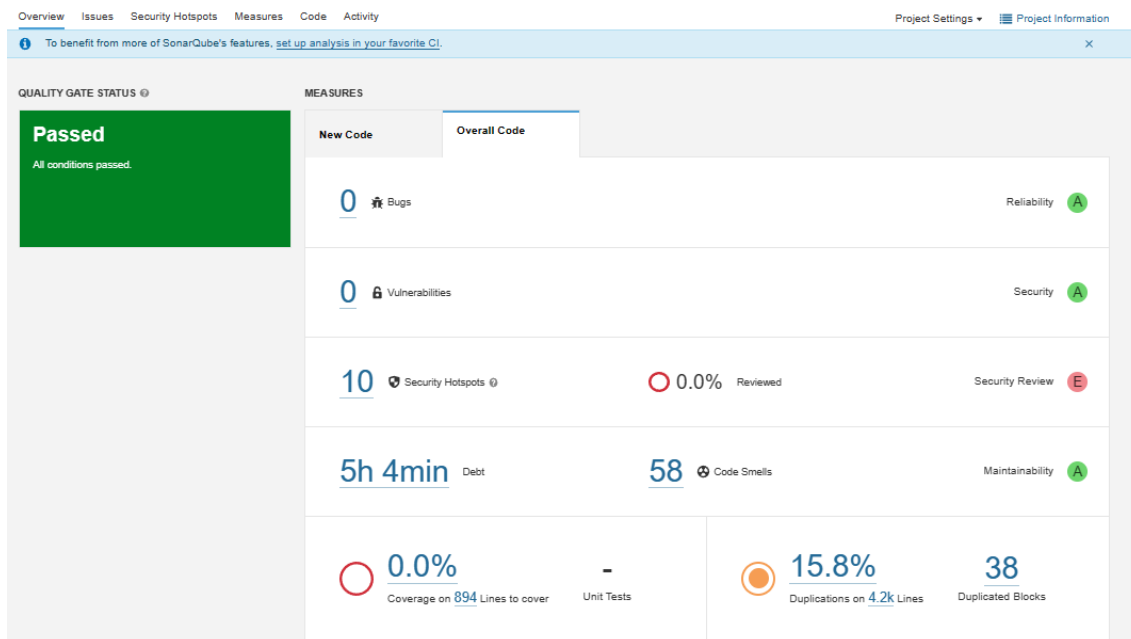 Overview Issues Security Hotspots Measures Code Activity Project Settings Project Information
To benefit from more of SonarQube's features, set up analysis in your favorite CI.
QUALITY GATE STATUS
Passed
All conditions passed.
MEASURES
New Code Overall Code
0 Bugs Reliability A
0 Vulnerabilities Security A
10 Security Hotspots 0.0% Reviewed Security Review E
5h 4min Debt 58 Code Smells Maintainability A
0.0% - 15.8% 38
Coverage on 894 Lines to cover Unit Tests Duplications on 4.2k Lines Duplicated Blocks